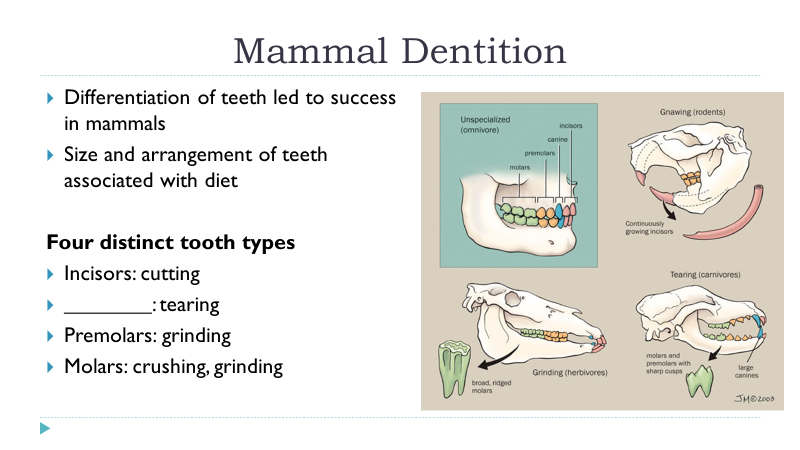 Mammal Dentition
Differentiation of teeth led to success
in mammals
Size and arrangement of teeth
associated with diet
Four distinct tooth types
Incisors: cutting
________: tearing
Premolars: grinding
Molars: crushing, grinding
Unspecialized
(omnivore)
incisors
canine
premolars
molars
Gnawing (rodents)
Continuously
growing incisors
Grinding (herbivores)
broad, ridged
molars
Tearing (carnivores)
molars and
premolars with
sharp cusps
large
canines
JM©2003